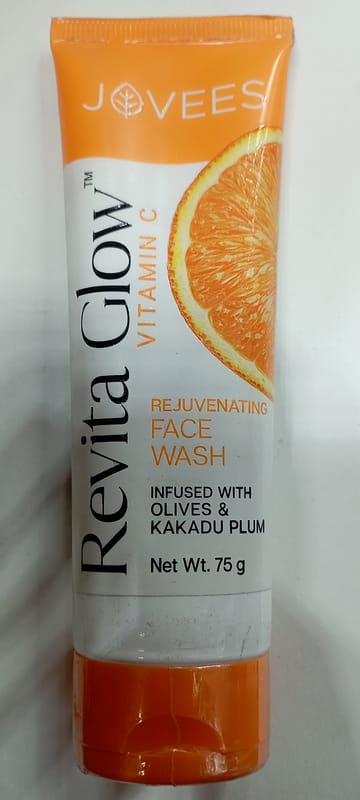 JOVEES
Revita Glow™
VITAMIN C
REJUVENATING
FACE
WASH
INFUSED WITH
OLIVES &
KAKADU PLUM
Net Wt. 75 g